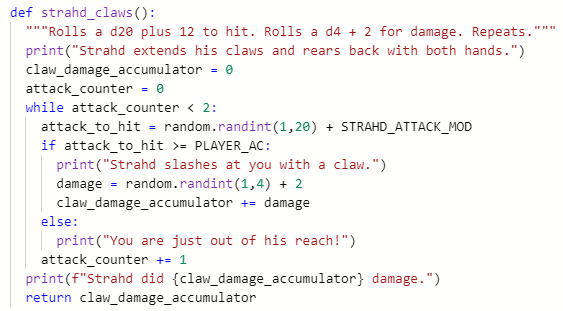 def strahd_claws():
  """Rolls a d20 plus 12 to hit. Rolls a d4 + 2 for damage. Repeats."""
  print("Strahd extends his claws and rears back with both hands.")
  claw_damage_accumulator = 0
  attack_counter = 0
  while attack_counter < 2:
    attack_to_hit = random.randint(1,20) + STRAHD_ATTACK_MOD
    if attack_to_hit >= PLAYER_AC:
      print("Strahd slashes at you with a claw.")
      damage = random.randint(1,4) + 2
      claw_damage_accumulator += damage
    else:
      print("You are just out of his reach!")
    attack_counter += 1
  print(f"Strahd did {claw_damage_accumulator} damage.")
  return claw_damage_accumulator